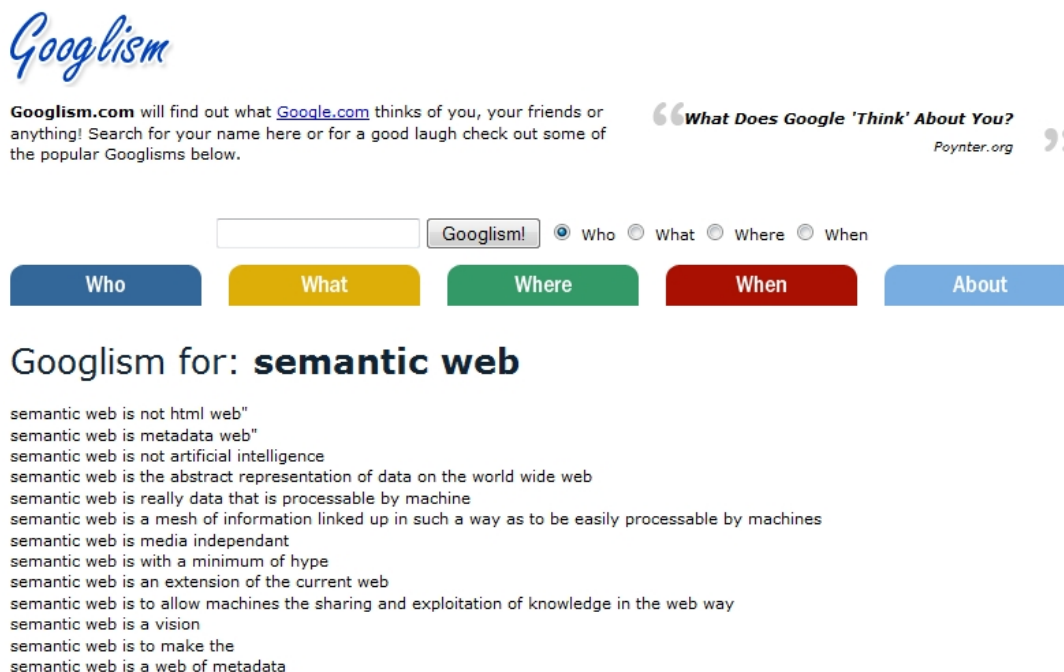 Googlism
Googlism.com will find out what Google.com thinks of you, your friends or
anything! Search for your name here or for a good laugh check out some of
the popular Googlisms below.
“What Does Google 'Think' About You?
Poynter.org ”
Googlism! Who What Where When
Who What Where When About
Googlism for: semantic web
semantic web is not html web"
semantic web is metadata web"
semantic web is not artificial intelligence
semantic web is the abstract representation of data on the world wide web
semantic web is really data that is processable by machine
semantic web is a mesh of information linked up in such a way as to be easily processable by machines
semantic web is media independant
semantic web is with a minimum of hype
semantic web is an extension of the current web
semantic web is to allow machines the sharing and exploitation of knowledge in the web way
semantic web is a vision
semantic web is to make the
semantic web is a web of metadata